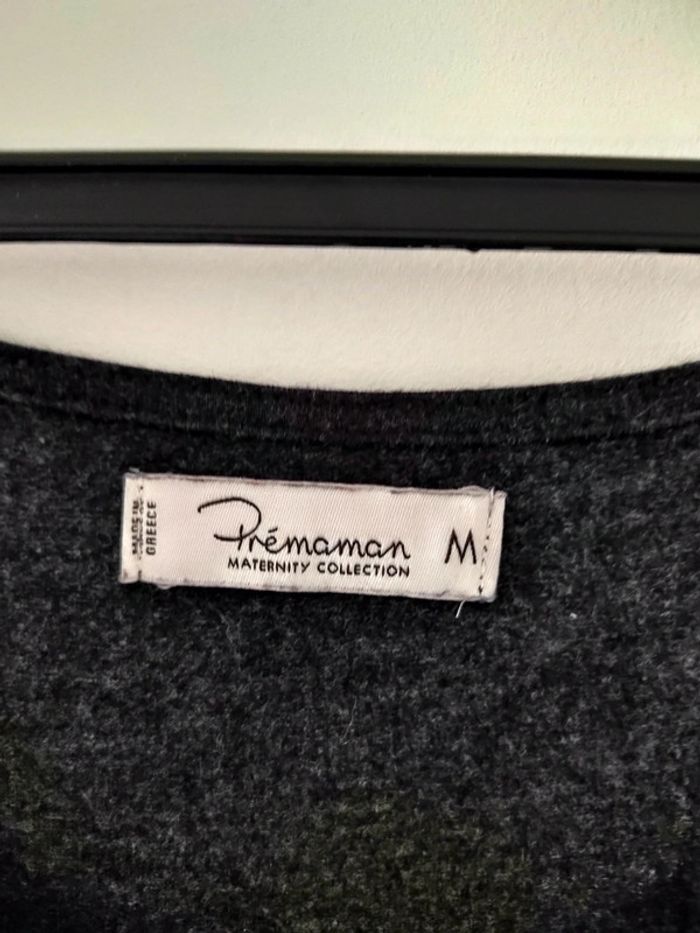 MADE IN
GREECE
Prémaman
MATERNITY COLLECTION
M